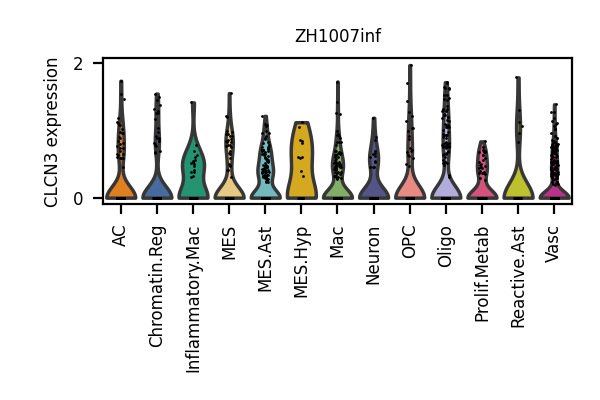 ZH1007inf
CLCN3 expression
2
0
AC
Chromatin.Reg
Inflammatory.Mac
MES
MES.Ast
MES.Hyp
Mac
Neuron
OPC
Oligo
Prolif.Metab
Reactive.Ast
Vasc